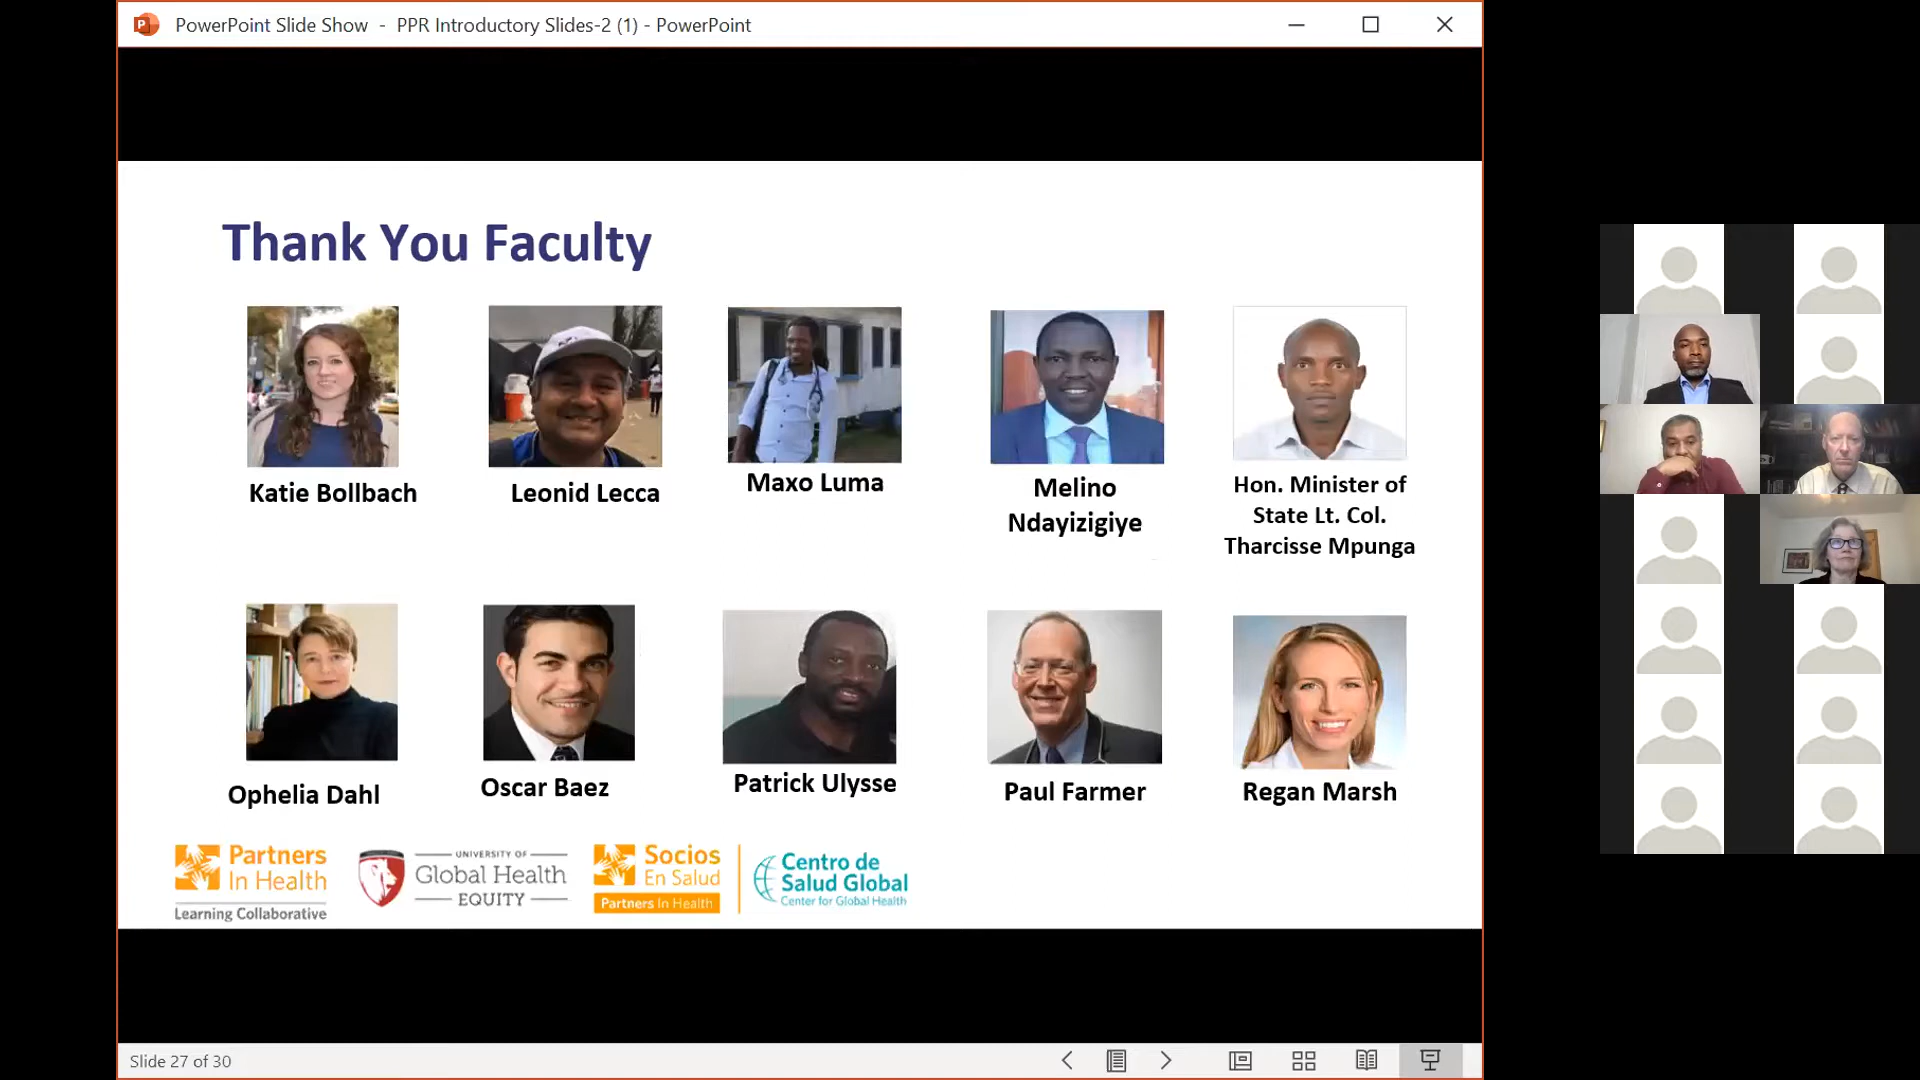 PowerPoint Slide Show - PPR Introductory Slides-2 (1) - PowerPoint
Thank You Faculty
Katie Bollbach
Leonid Lecca
Maxo Luma
Melino
Ndayizigiye
Hon. Minister of
State Lt. Col.
Tharcisse Mpunga
Ophelia Dahl
Oscar Baez
Patrick Ulysse
Paul Farmer
Regan Marsh
Partners
In Health
Learning Collaborative
UNIVERSITY OF
Global Health
EQUITY
Socios
En Salud
Partners In Health
Centro de
Salud Global
Center for Global Health
Slide 27 of 30